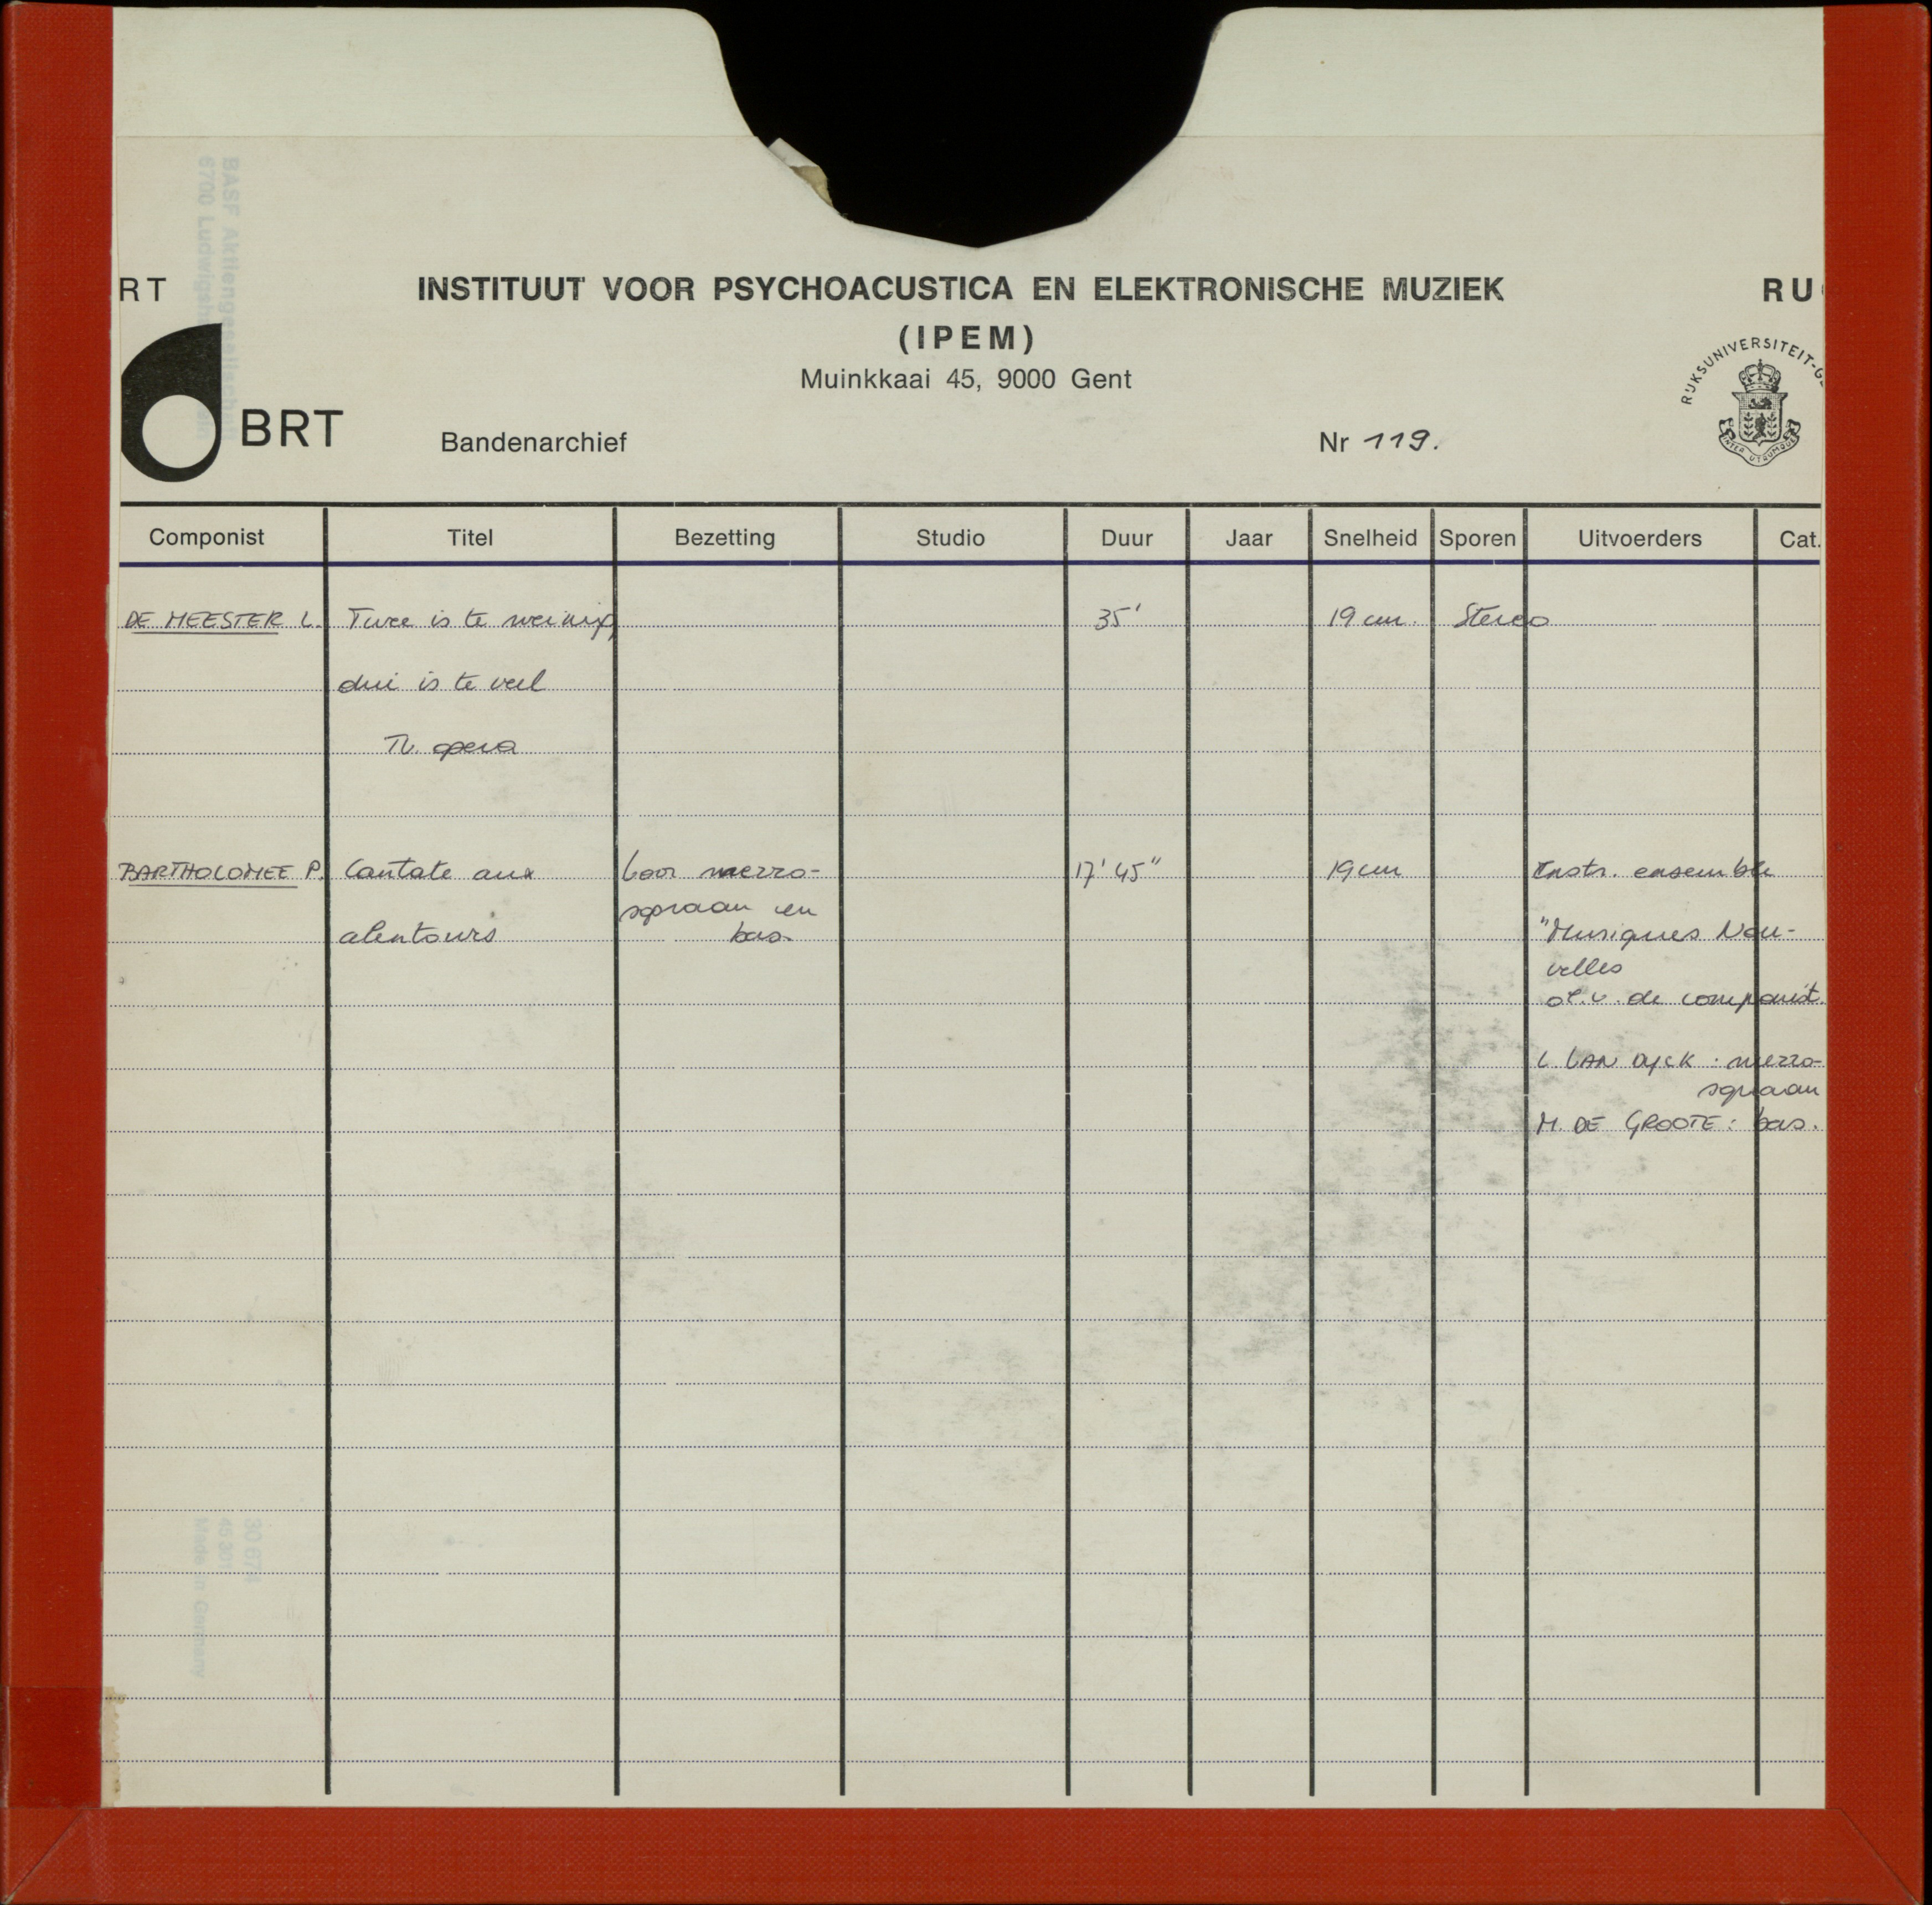 RT INSTITUUT VOOR PSYCHOACUSTICA EN ELEKTRONISCHE MUZIEK RU
(IPEM)
Muinkkaai 45, 9000 Gent
RIJKSUNIVERSITEIT-G
INTER UTRUMQUE
BRT Bandenarchief Nr 119.
Componist Titel Bezetting Studio Duur Jaar Snelheid Sporen Uitvoerders Cat.
DE MEESTER L. Twee is te weinig, 35' 19 cm. Stereo
drie is te veel
TV. opera
BARTHOLOMEE P. Cantate aux Voor mezzo- 17' 45" 19 cm Instr. ensemble
sopraan en
alentours bas. "Musiques Nou-
velles
o.l.v. de componist.
L VAN DyCK : mezzo-
sopraan
M. DE GROOTE : bas.
BASF Aktiengesellschaft
6700 Ludwigshafen
Made in Germany